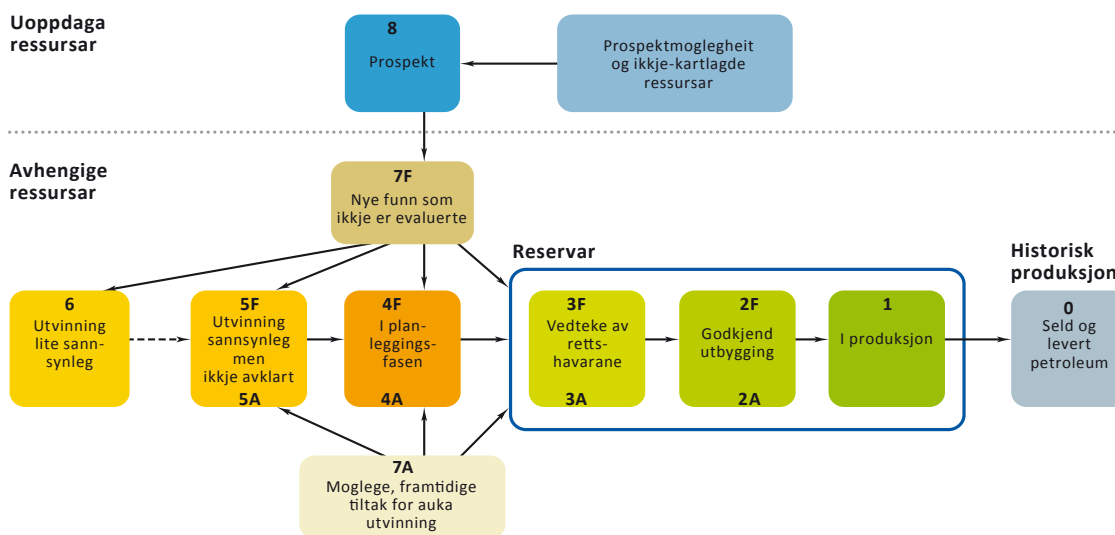 Uoppdaga
ressursar
8
Prospekt
Prospektmoglegheit
og ikkje-kartlagde
ressursar
Avhengige
ressursar
7F
Nye funn som
ikkje er evaluerte
Reservar
Historisk
produksjon
6
Utvinning
lite sann-
synleg
5F
Utvinning
sannsynleg
men
ikkje avklart
5A
4F
I plan-
leggings-
fasen
4A
3F
Vedteke av
retts-
havarane
3A
2F
Godkjend
utbygging
2A
1
I produksjon
0
Seld og
levert
petroleum
7A
Moglege, framtidige
tiltak for auka
utvinning